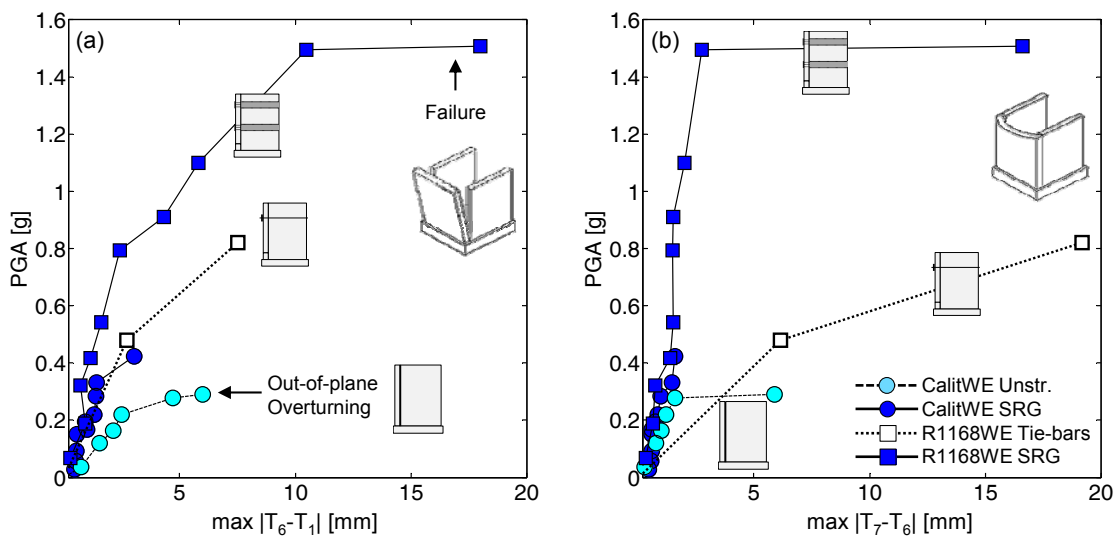 (a)
1.6
1.4
1.2
1
0.8
0.6
0.4
0.2
0
PGA [g]
Failure
Out-of-plane
Overturning
5
10
15
20
max |T₆-T₁| [mm]
(b)
1.6
1.4
1.2
1
0.8
0.6
0.4
0.2
0
PGA [g]
CalitWE Unstr.
CalitWE SRG
R1168WE Tie-bars
R1168WE SRG
5
10
15
20
max |T₇-T₆| [mm]